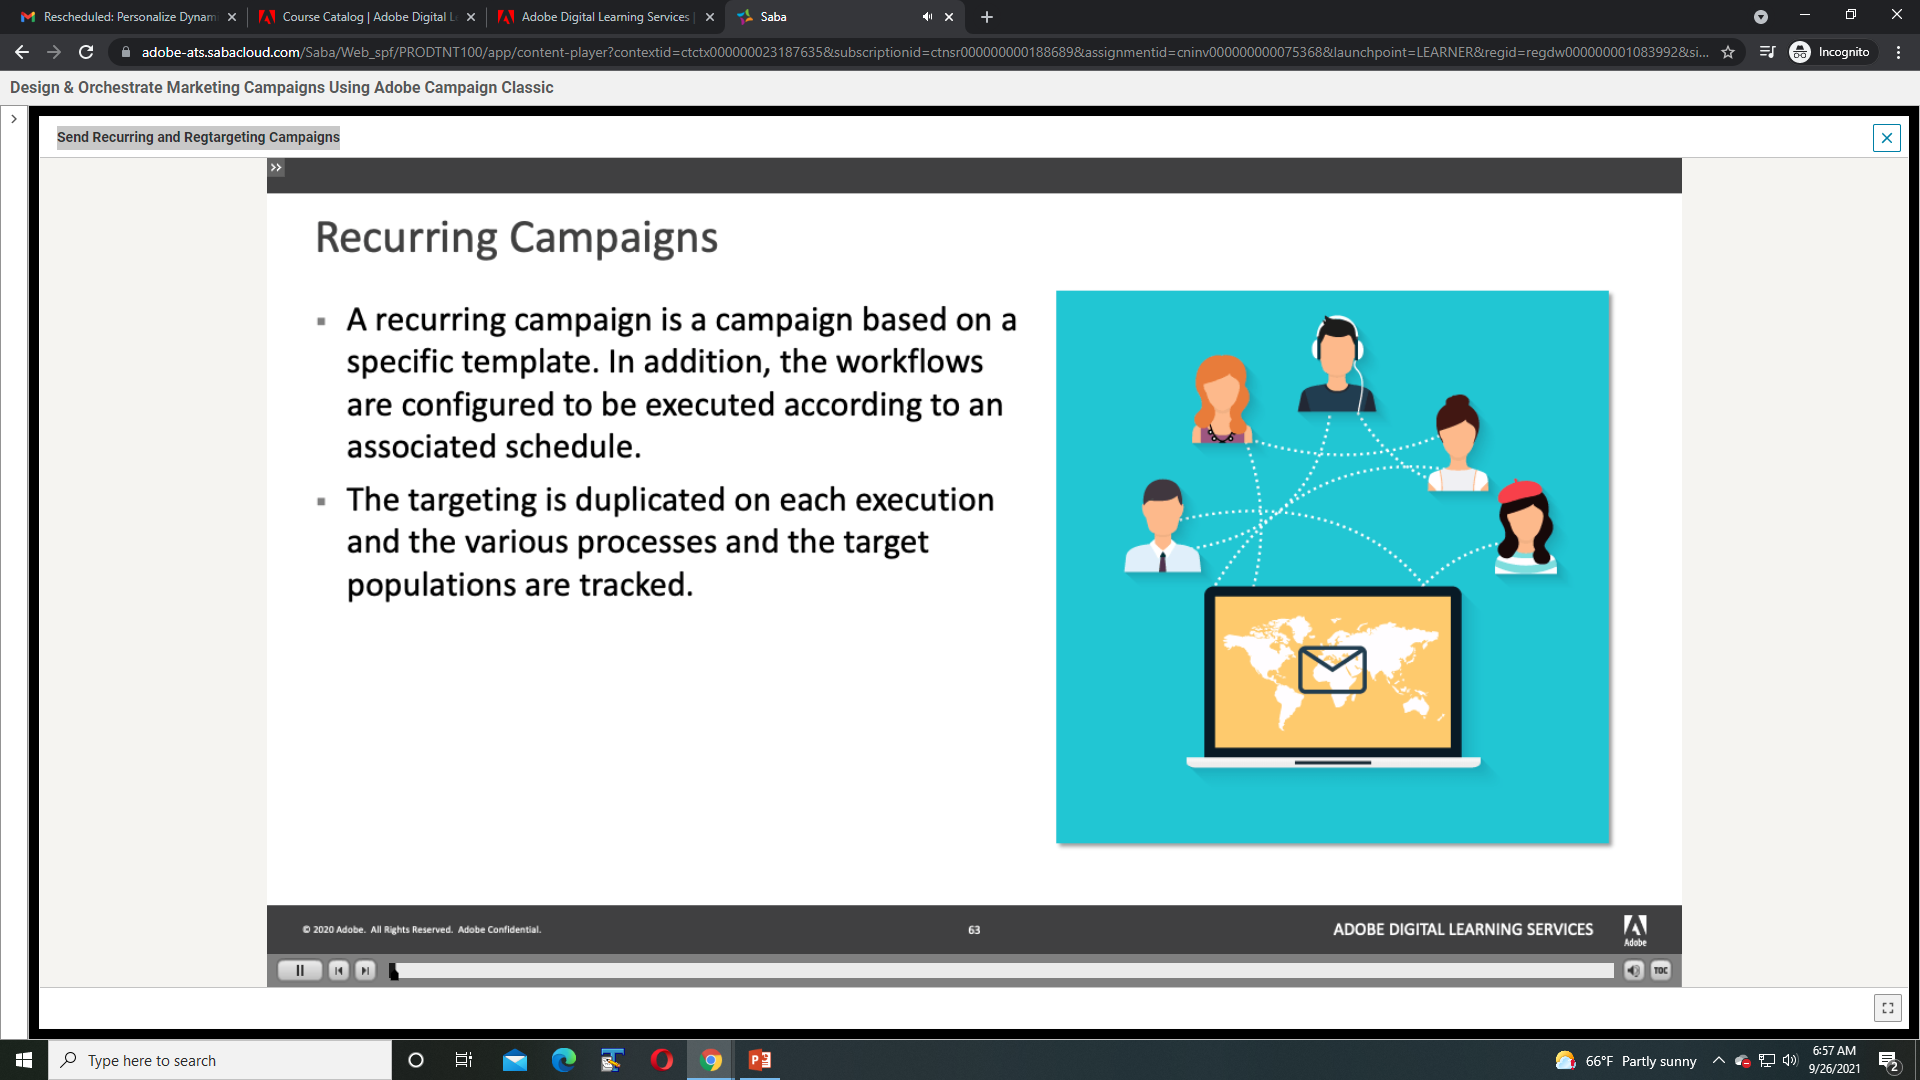 Rescheduled: Personalize Dynam
Course Catalog | Adobe Digital L
Adobe Digital Learning Services |
Saba
adobe-ats.sabacloud.com/Saba/Web_spf/PRODTNT100/app/content-player?contextid=ctctx000000023187635&subscriptionid=ctnsr0000000000188689&assignmentid=cninv000000000075368&launchpoint=LEARNER&regid=regdw000000001083992&si...
Incognito
Design & Orchestrate Marketing Campaigns Using Adobe Campaign Classic
Send Recurring and Regtargeting Campaigns
Recurring Campaigns
A recurring campaign is a campaign based on a
specific template. In addition, the workflows
are configured to be executed according to an
associated schedule.
The targeting is duplicated on each execution
and the various processes and the target
populations are tracked.
© 2020 Adobe. All Rights Reserved. Adobe Confidential.
63
ADOBE DIGITAL LEARNING SERVICES
Adobe
TOC
Type here to search
66°F Partly sunny
6:57 AM
9/26/2021
2